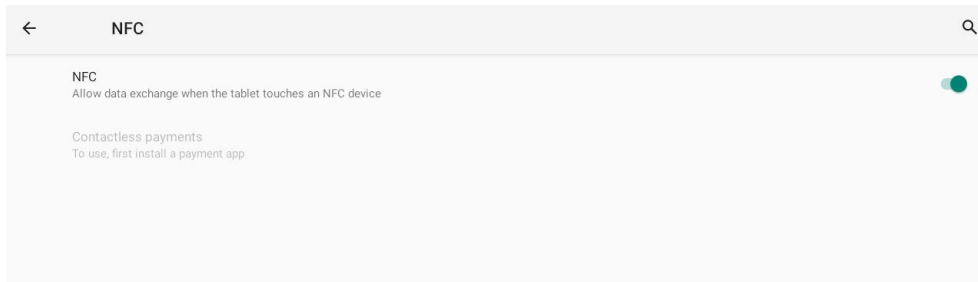 NFC
NFC
Allow data exchange when the tablet touches an NFC device
Contactless payments
To use, first install a payment app